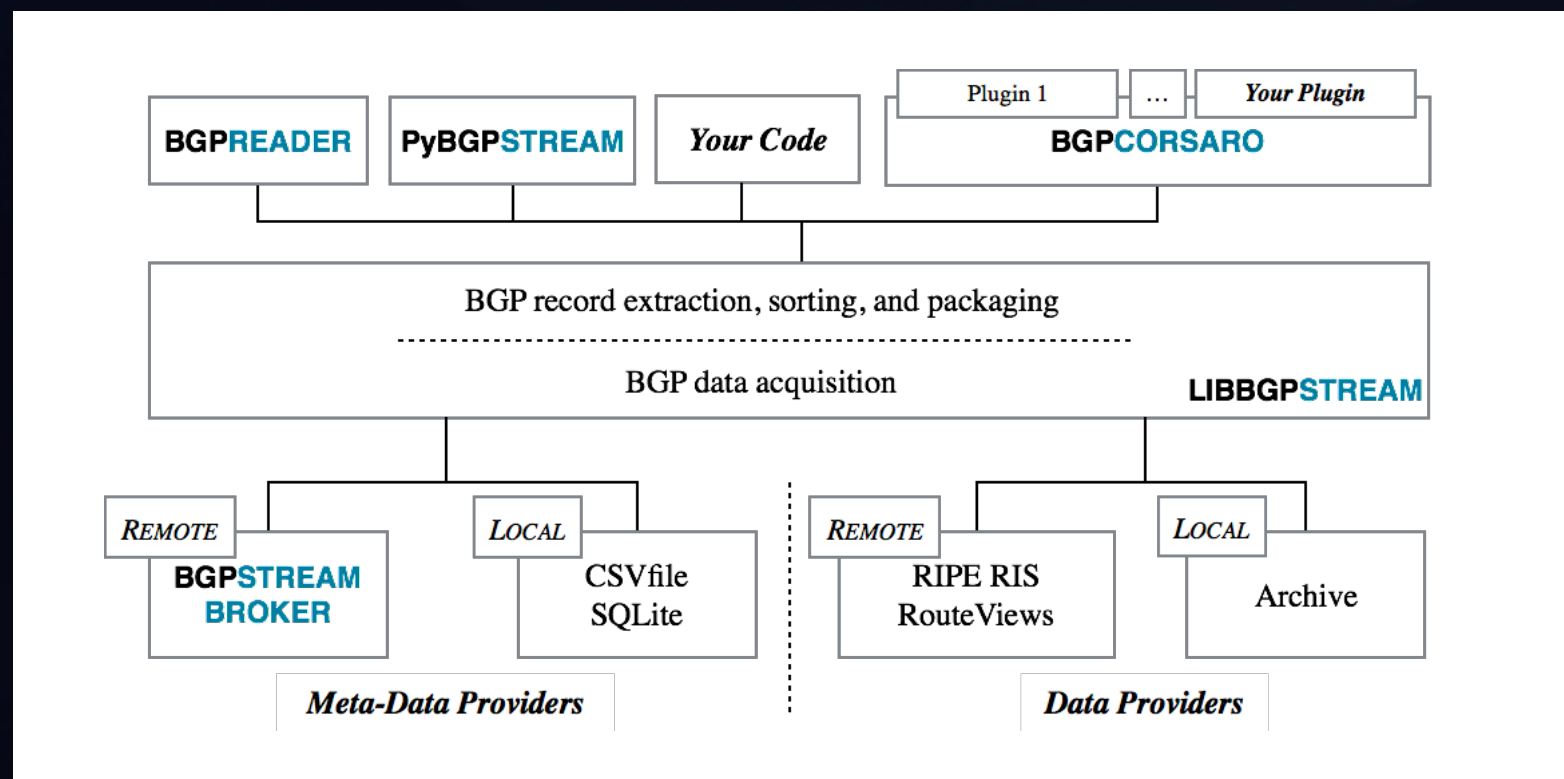 Plugin 1
...
Your Plugin
BGPREADER
PyBGPSTREAM
Your Code
BGPCORSARO
BGP record extraction, sorting, and packaging
BGP data acquisition
LIBBGPSTREAM
REMOTE
BGPSTREAM
BROKER
LOCAL
CSVfile
SQLite
REMOTE
RIPE RIS
RouteViews
LOCAL
Archive
Meta-Data Providers
Data Providers